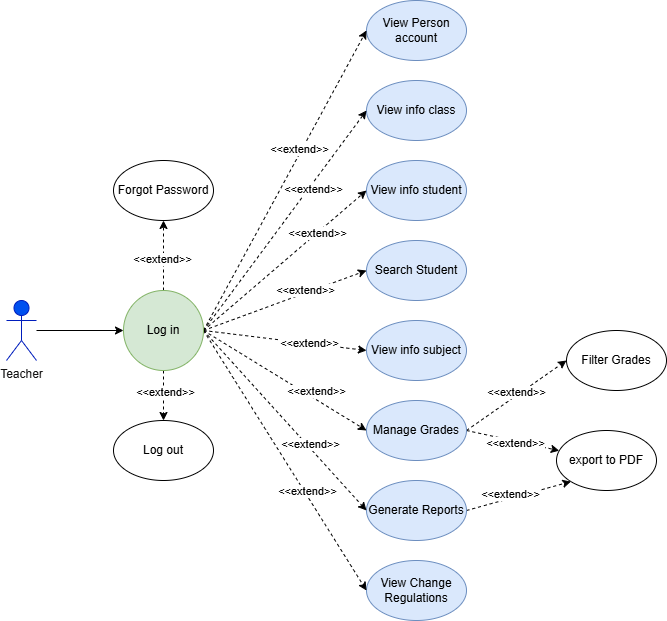 View Person
account
<<extend>>
View info class
<<extend>>
View info student
<<extend>>
Forgot Password
<<extend>>
Search Student
<<extend>>
Log in
Teacher
View info subject
<<extend>>
Filter Grades
<<extend>>
Log out
Manage Grades
<<extend>>
<<extend>>
<<extend>>
export to PDF
Generate Reports
<<extend>>
<<extend>>
View Change
Regulations
<<extend>>